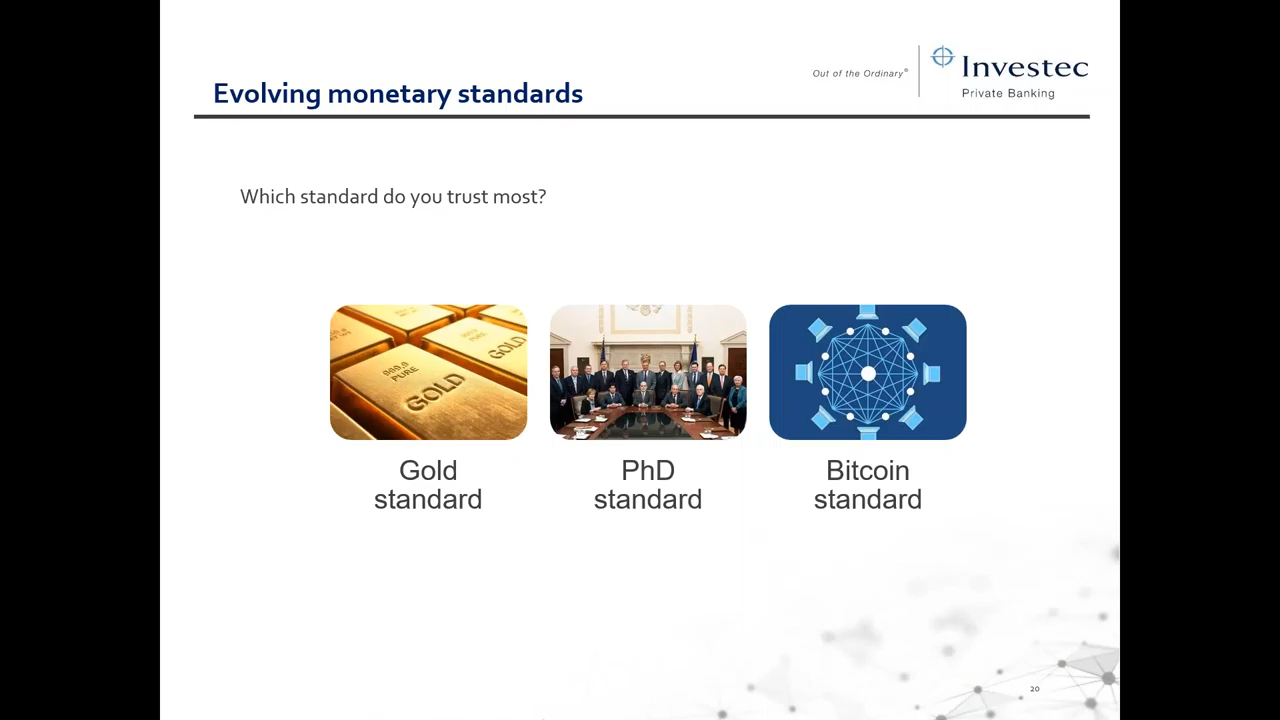 Out of the Ordinary®
Investec
Private Banking
Evolving monetary standards
Which standard do you trust most?
999,9
PURE
GOLD
GOLD
Gold
standard
PhD
standard
Bitcoin
standard
20